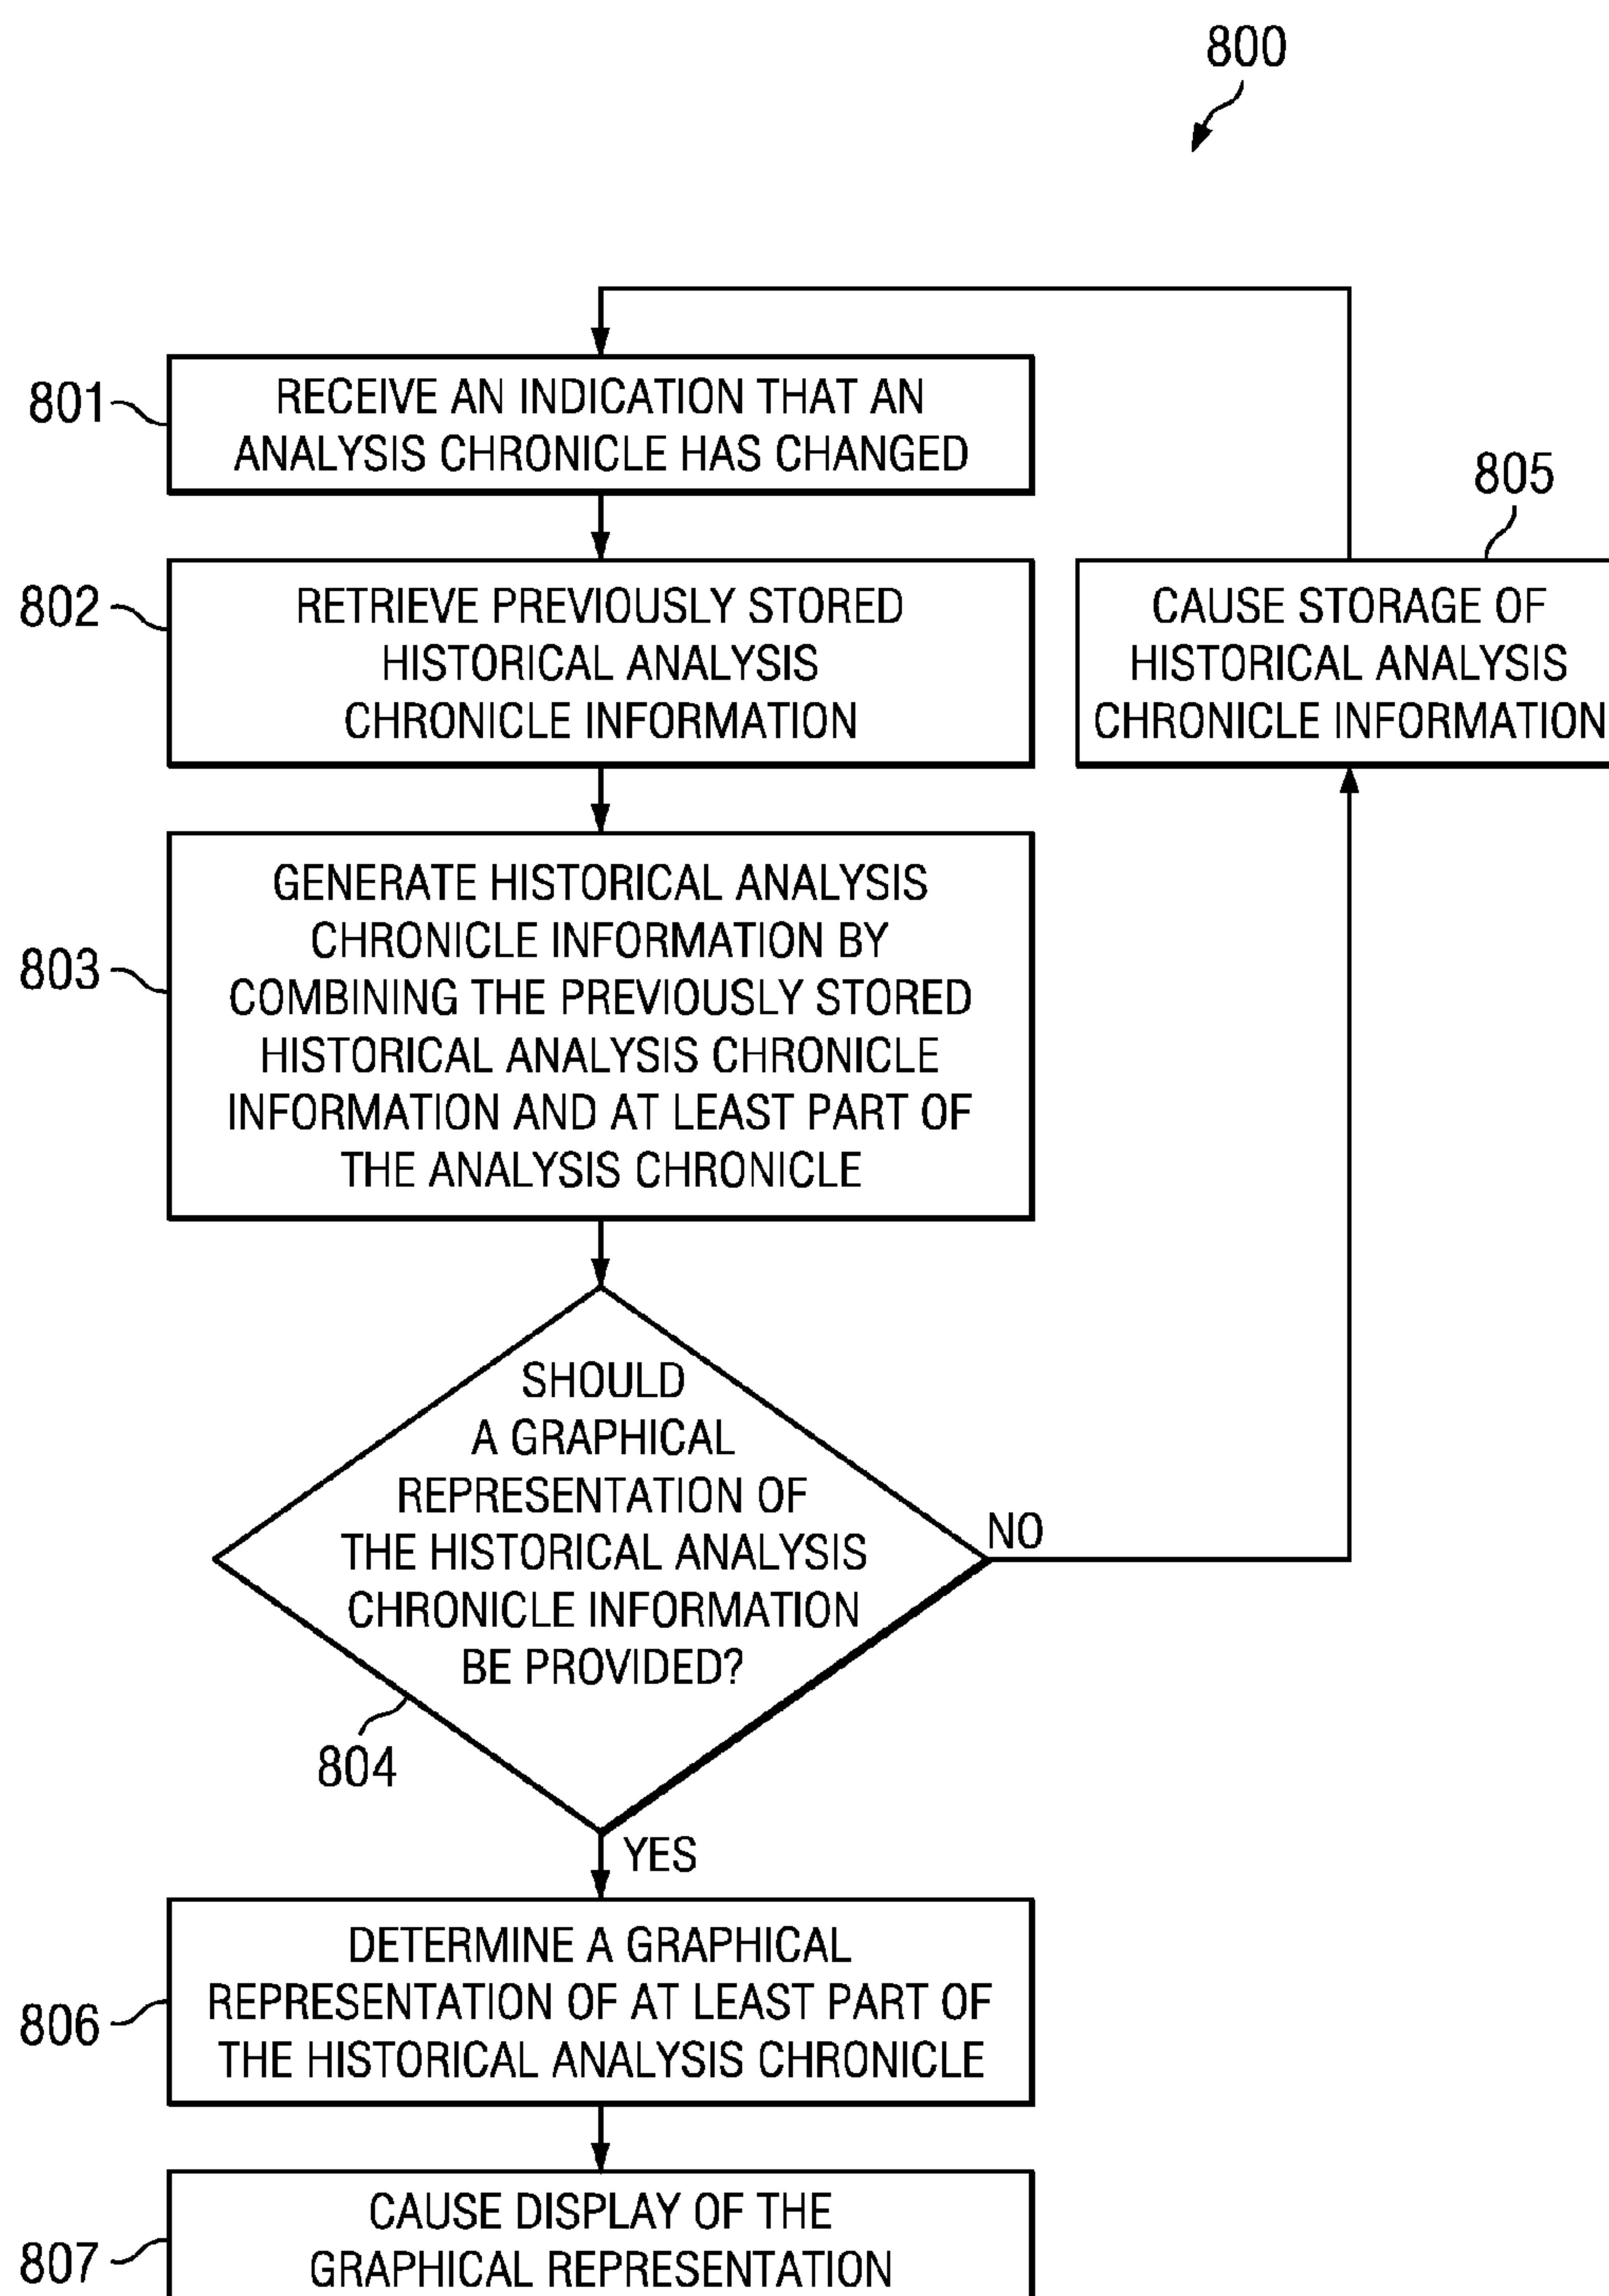 800
801
RECEIVE AN INDICATION THAT AN
ANALYSIS CHRONICLE HAS CHANGED
802
RETRIEVE PREVIOUSLY STORED
HISTORICAL ANALYSIS
CHRONICLE INFORMATION
805
CAUSE STORAGE OF
HISTORICAL ANALYSIS
CHRONICLE INFORMATION
803
GENERATE HISTORICAL ANALYSIS
CHRONICLE INFORMATION BY
COMBINING THE PREVIOUSLY STORED
HISTORICAL ANALYSIS CHRONICLE
INFORMATION AND AT LEAST PART OF
THE ANALYSIS CHRONICLE
SHOULD
A GRAPHICAL
REPRESENTATION OF
THE HISTORICAL ANALYSIS
CHRONICLE INFORMATION
BE PROVIDED?
NO
804
YES
806
DETERMINE A GRAPHICAL
REPRESENTATION OF AT LEAST PART OF
THE HISTORICAL ANALYSIS CHRONICLE
807
CAUSE DISPLAY OF THE
GRAPHICAL REPRESENTATION